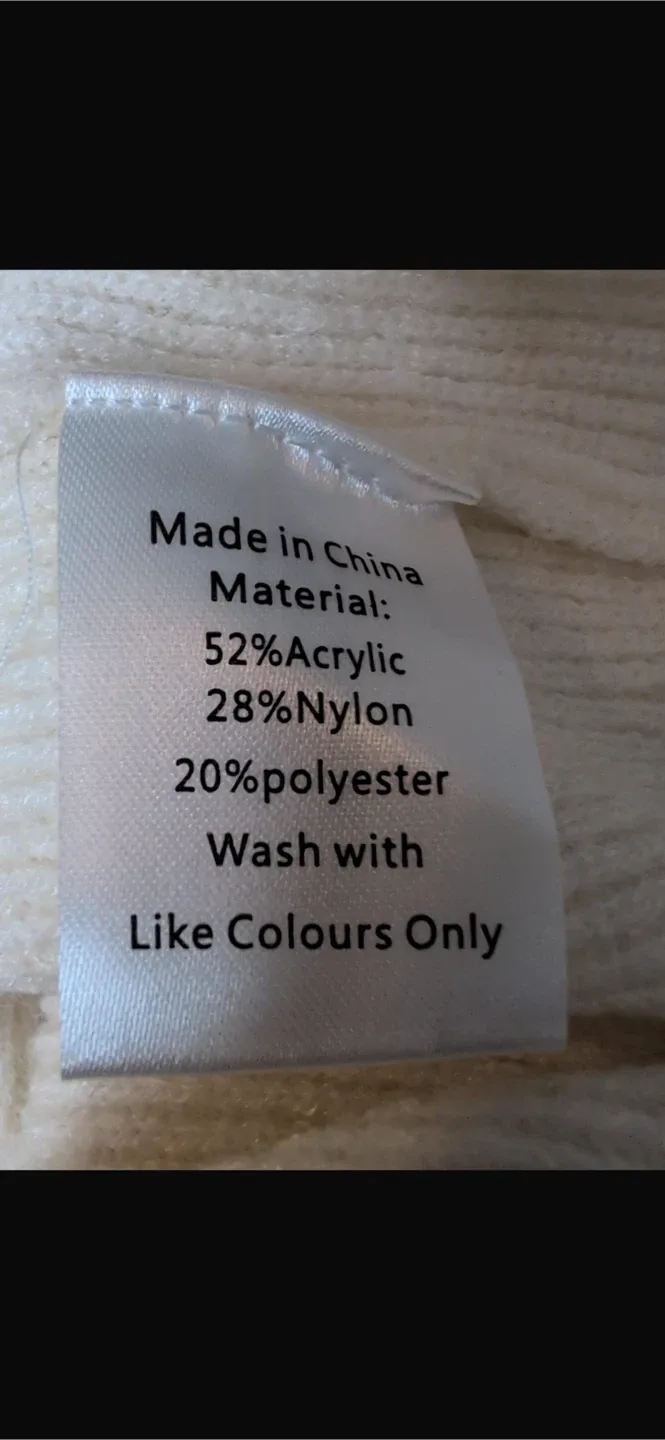 Made in China
Material:
52%Acrylic
28%Nylon
20%polyester
Wash with
Like Colours Only